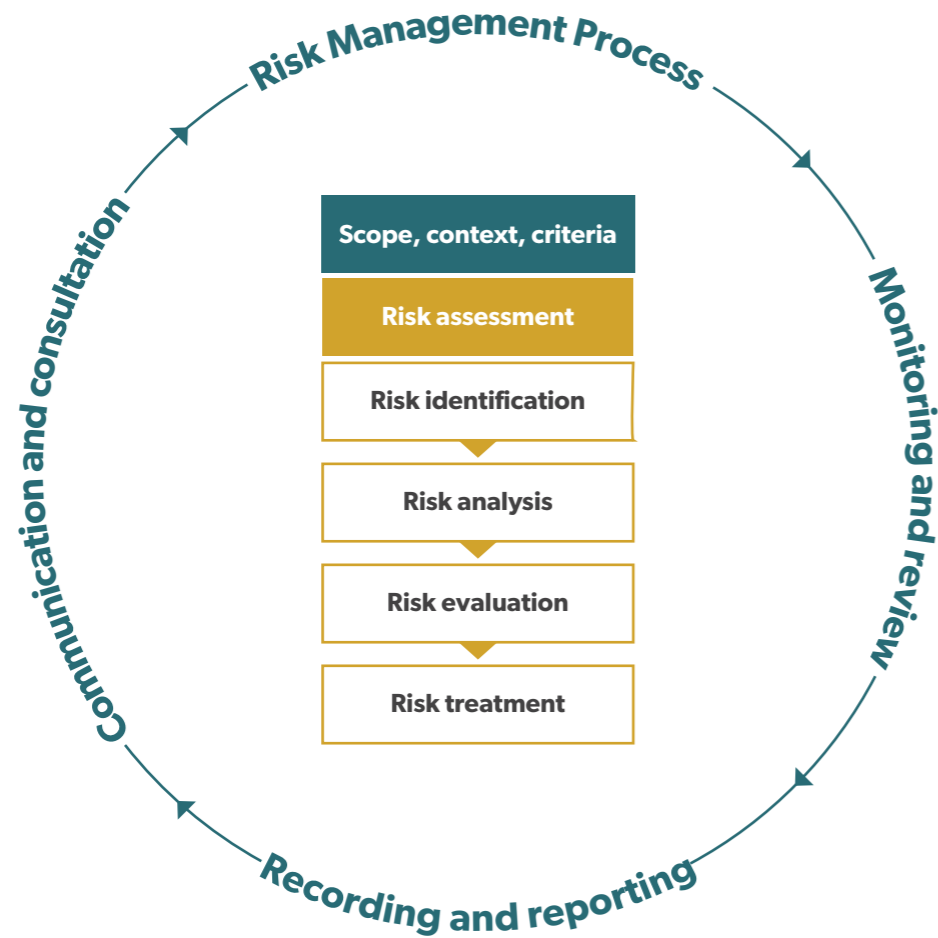 Risk Management Process
Scope, context, criteria
Risk assessment
Risk identification
Risk analysis
Risk evaluation
Risk treatment
Monitoring and review
Recording and reporting
Communication and consultation